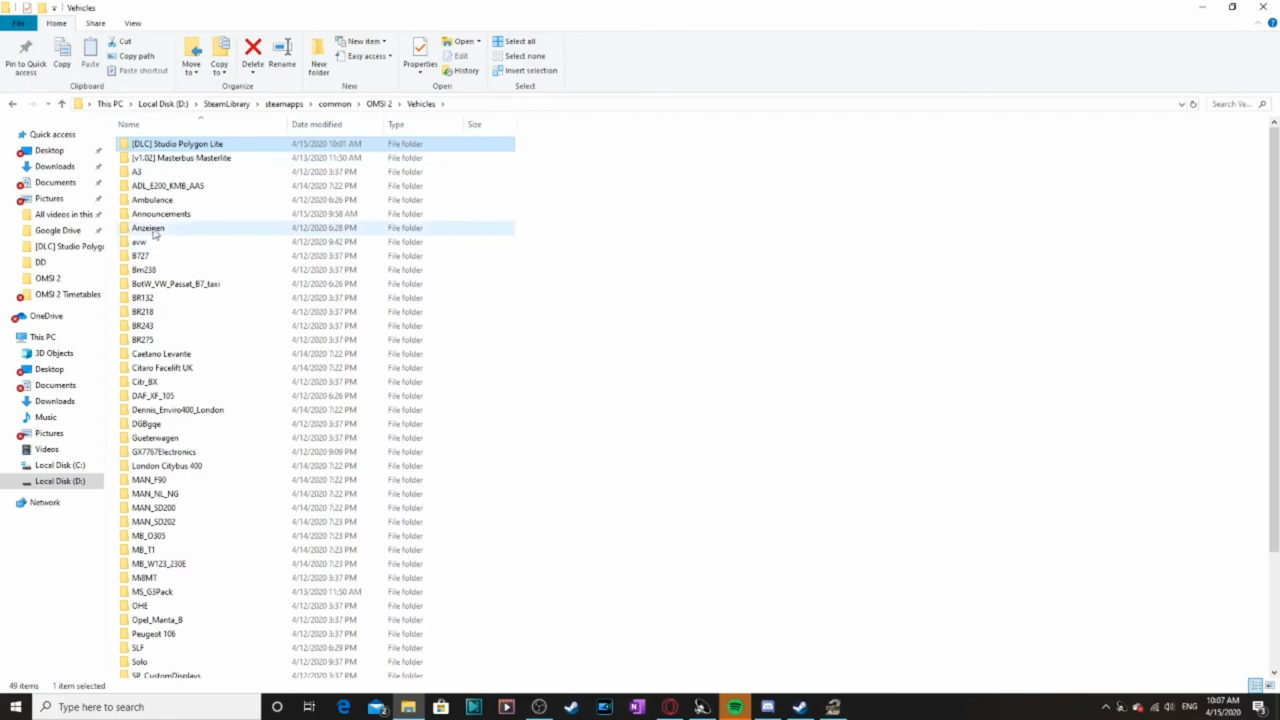 Vehicles
File Home Share View
Pin to Quick access
Copy
Paste
Cut
Copy path
Paste shortcut
Clipboard
Move to
Copy to
Delete
Rename
Organize
New folder
New item
Easy access
New
Properties
Open
Edit
History
Open
Select all
Select none
Invert selection
Select
This PC > Local Disk (D:) > SteamLibrary > steamapps > common > OMSI 2 > Vehicles >
Search Ve...
Name Date modified Type Size
Quick access
Desktop
Downloads
Documents
Pictures
All videos in this
Google Drive
[DLC] Studio Polygo
DD
OMSI 2
OMSI 2 Timetables
OneDrive
This PC
3D Objects
Desktop
Documents
Downloads
Music
Pictures
Videos
Local Disk (C:)
Local Disk (D:)
Network
[DLC] Studio Polygon Lite 4/15/2020 10:01 AM File folder
[v1.02] Masterbus Masterlite 4/13/2020 11:50 AM File folder
A3 4/12/2020 3:37 PM File folder
ADL_E200_KMB_AAS 4/14/2020 7:22 PM File folder
Ambulance 4/12/2020 6:26 PM File folder
Announcements 4/15/2020 9:58 AM File folder
Anzeigen 4/12/2020 6:28 PM File folder
avw 4/12/2020 9:42 PM File folder
B727 4/12/2020 3:37 PM File folder
Bm238 4/12/2020 3:37 PM File folder
BotW_VW_Passat_B7_taxi 4/12/2020 6:26 PM File folder
BR132 4/12/2020 3:37 PM File folder
BR218 4/12/2020 3:37 PM File folder
BR243 4/12/2020 3:37 PM File folder
BR275 4/12/2020 3:37 PM File folder
Caetano Levante 4/14/2020 7:22 PM File folder
Citaro Facelift UK 4/14/2020 7:22 PM File folder
Citr_BX 4/12/2020 3:37 PM File folder
DAF_XF_105 4/12/2020 6:26 PM File folder
Dennis_Enviro400_London 4/14/2020 7:22 PM File folder
DGBgqe 4/12/2020 3:37 PM File folder
Gueterwagen 4/12/2020 3:37 PM File folder
GX7767Electronics 4/12/2020 9:09 PM File folder
London Citybus 400 4/14/2020 7:22 PM File folder
MAN_F90 4/14/2020 7:22 PM File folder
MAN_NL_NG 4/14/2020 7:22 PM File folder
MAN_SD200 4/14/2020 7:22 PM File folder
MAN_SD202 4/14/2020 7:23 PM File folder
MB_O305 4/14/2020 7:23 PM File folder
MB_T1 4/14/2020 7:23 PM File folder
MB_W123_230E 4/14/2020 7:23 PM File folder
Mi8MT 4/12/2020 3:37 PM File folder
MS_G3Pack 4/13/2020 11:50 AM File folder
OHE 4/12/2020 3:37 PM File folder
Opel_Manta_B 4/12/2020 3:37 PM File folder
Peugeot 106 4/12/2020 3:37 PM File folder
SLF 4/12/2020 6:29 PM File folder
Solo 4/12/2020 9:37 PM File folder
SP_CustomDisplays 4/12/2020 3:37 PM File folder
49 items 1 item selected
Type here to search
2
ENG
10:07 AM
4/15/2020
3